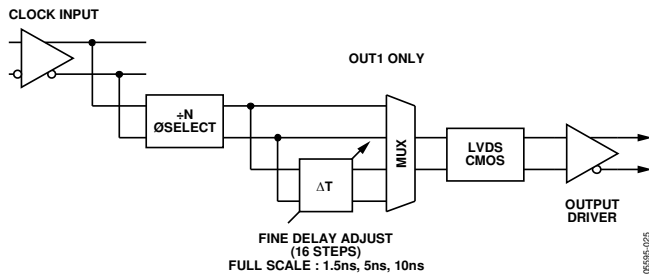 CLOCK INPUT
OUT1 ONLY
÷N
ØSELECT
MUX
LVDS
CMOS
ΔT
OUTPUT
DRIVER
FINE DELAY ADJUST
(16 STEPS)
FULL SCALE : 1.5ns, 5ns, 10ns
05595-025